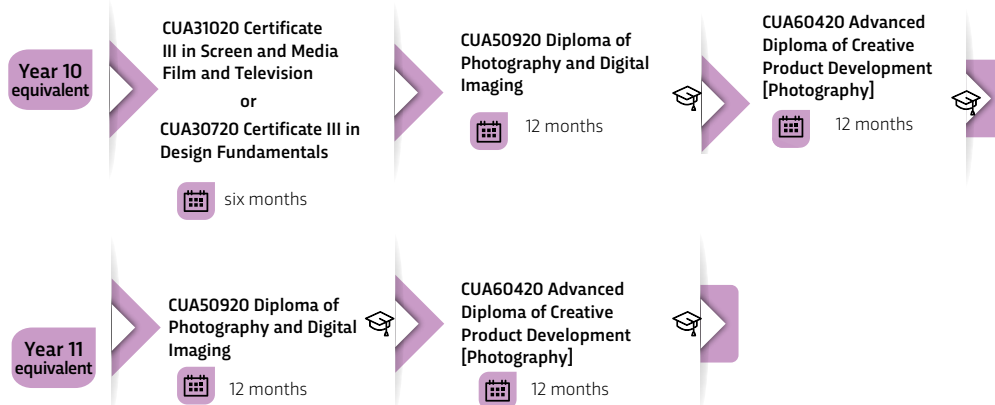 Year 10
equivalent
CUA31020 Certificate
III in Screen and Media
Film and Television
or
CUA30720 Certificate III in
Design Fundamentals
six months
CUA50920 Diploma of
Photography and Digital
Imaging
12 months
CUA60420 Advanced
Diploma of Creative
Product Development
[Photography]
12 months
Year 11
equivalent
CUA50920 Diploma of
Photography and Digital
Imaging
12 months
CUA60420 Advanced
Diploma of Creative
Product Development
[Photography]
12 months